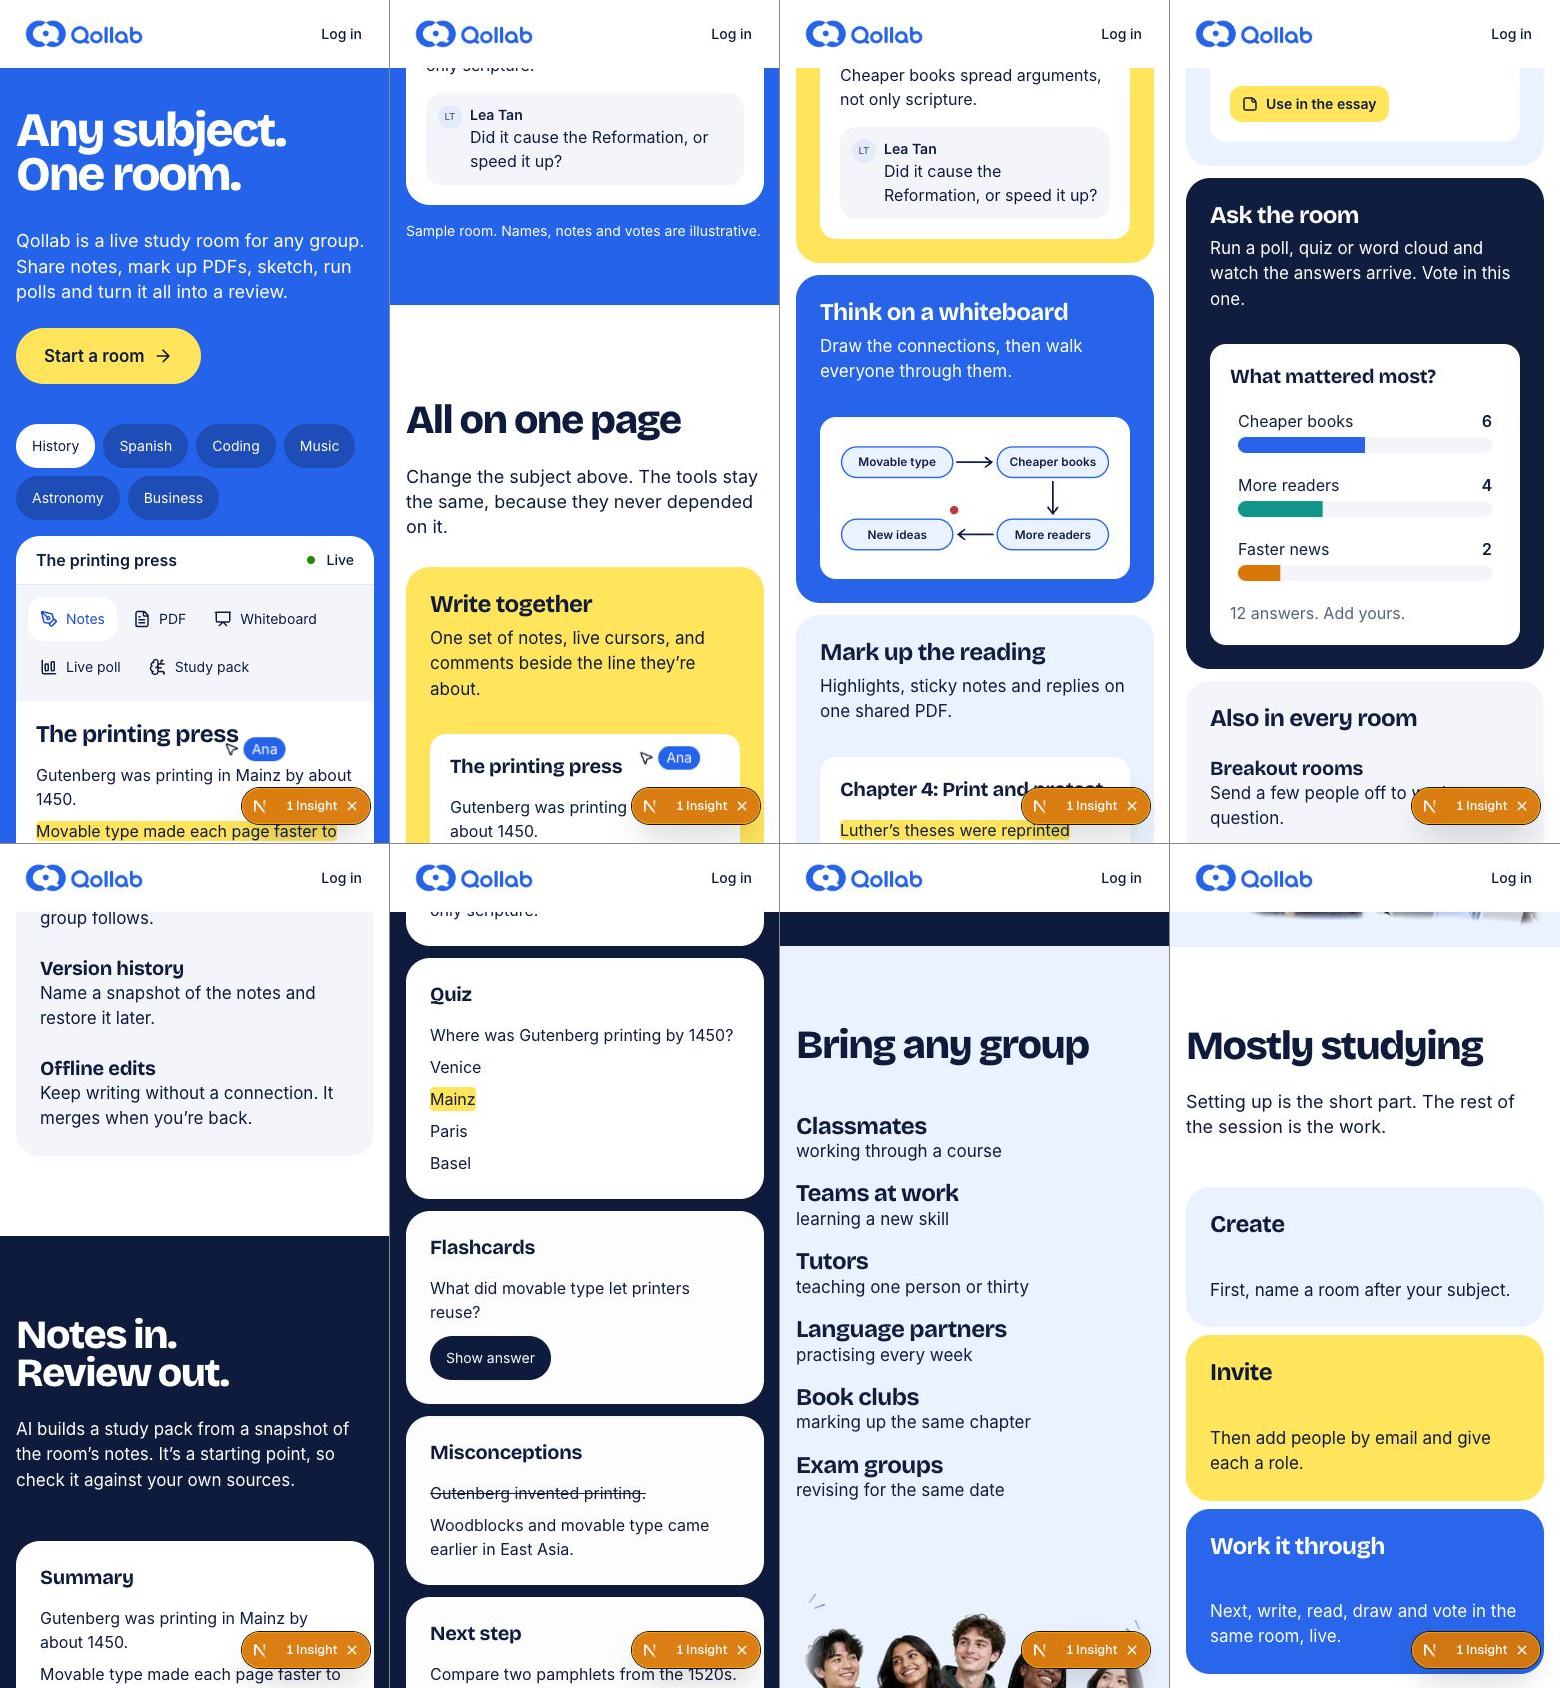 Qollab
Log in
Any subject.
One room.
Qollab is a live study room for any group.
Share notes, mark up PDFs, sketch, run
polls and turn it all into a review.
Start a room
History
Spanish
Coding
Music
Astronomy
Business
The printing press
Live
Notes
PDF
Whiteboard
Live poll
Study pack
The printing press
Ana
Gutenberg was printing in Mainz by about
1450.
Movable type made each page faster to
1 Insight
Qollab
Log in
only scripture.
LT
Lea Tan
Did it cause the Reformation, or
speed it up?
Sample room. Names, notes and votes are illustrative.
All on one page
Change the subject above. The tools stay
the same, because they never depended
on it.
Write together
One set of notes, live cursors, and
comments beside the line they’re
about.
The printing press
Ana
Gutenberg was printing
about 1450.
1 Insight
Qollab
Log in
Cheaper books spread arguments,
not only scripture.
LT
Lea Tan
Did it cause the
Reformation, or speed it up?
Think on a whiteboard
Draw the connections, then walk
everyone through them.
Movable type
Cheaper books
New ideas
More readers
Mark up the reading
Highlights, sticky notes and replies on
one shared PDF.
Chapter 4: Print and protest
Luther’s theses were reprinted
1 Insight
Qollab
Log in
Use in the essay
Ask the room
Run a poll, quiz or word cloud and
watch the answers arrive. Vote in this
one.
What mattered most?
Cheaper books
6
More readers
4
Faster news
2
12 answers. Add yours.
Also in every room
Breakout rooms
Send a few people off to
question.
1 Insight
Qollab
Log in
group follows.
Version history
Name a snapshot of the notes and
restore it later.
Offline edits
Keep writing without a connection. It
merges when you’re back.
Notes in.
Review out.
AI builds a study pack from a snapshot of
the room’s notes. It’s a starting point, so
check it against your own sources.
Summary
Gutenberg was printing in Mainz by
about 1450.
Movable type made each page faster to
1 Insight
Qollab
Log in
only scripture.
Quiz
Where was Gutenberg printing by 1450?
Venice
Mainz
Paris
Basel
Flashcards
What did movable type let printers
reuse?
Show answer
Misconceptions
Gutenberg invented printing.
Woodblocks and movable type came
earlier in East Asia.
Next step
Compare two pamphlets from the 1520s.
1 Insight
Qollab
Log in
Bring any group
Classmates
working through a course
Teams at work
learning a new skill
Tutors
teaching one person or thirty
Language partners
practising every week
Book clubs
marking up the same chapter
Exam groups
revising for the same date
1 Insight
Qollab
Log in
Mostly studying
Setting up is the short part. The rest of
the session is the work.
Create
First, name a room after your subject.
Invite
Then add people by email and give
each a role.
Work it through
Next, write, read, draw and vote in the
same room, live.
1 Insight